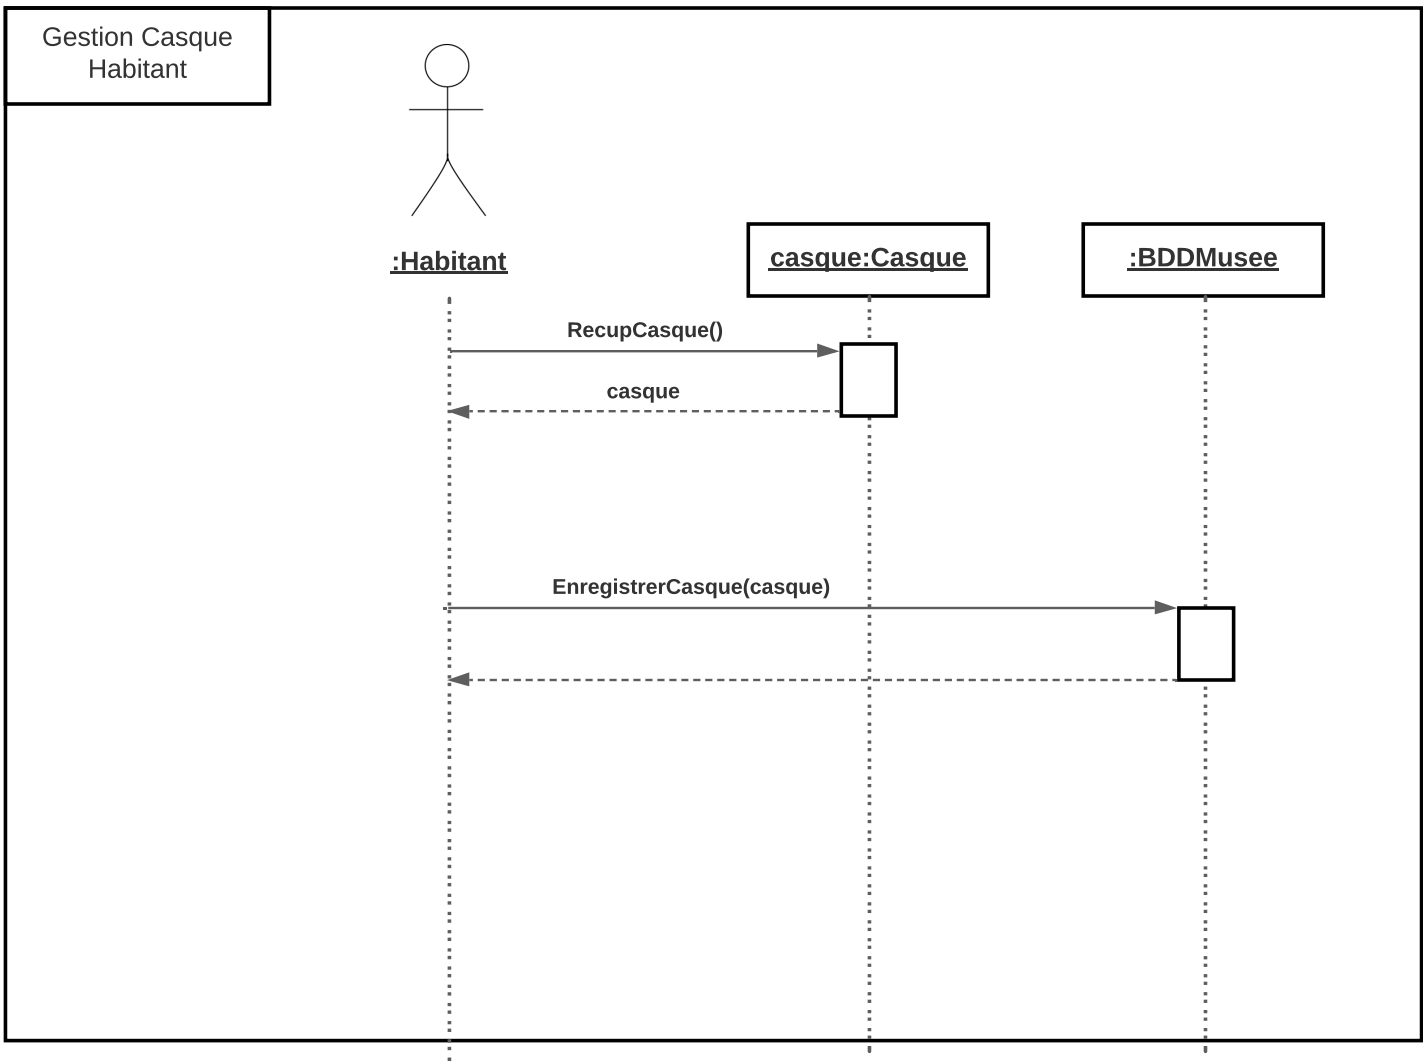 Gestion Casque
Habitant
:Habitant
casque:Casque
:BDDMusee
RecupCasque()
casque
EnregistrerCasque(casque)